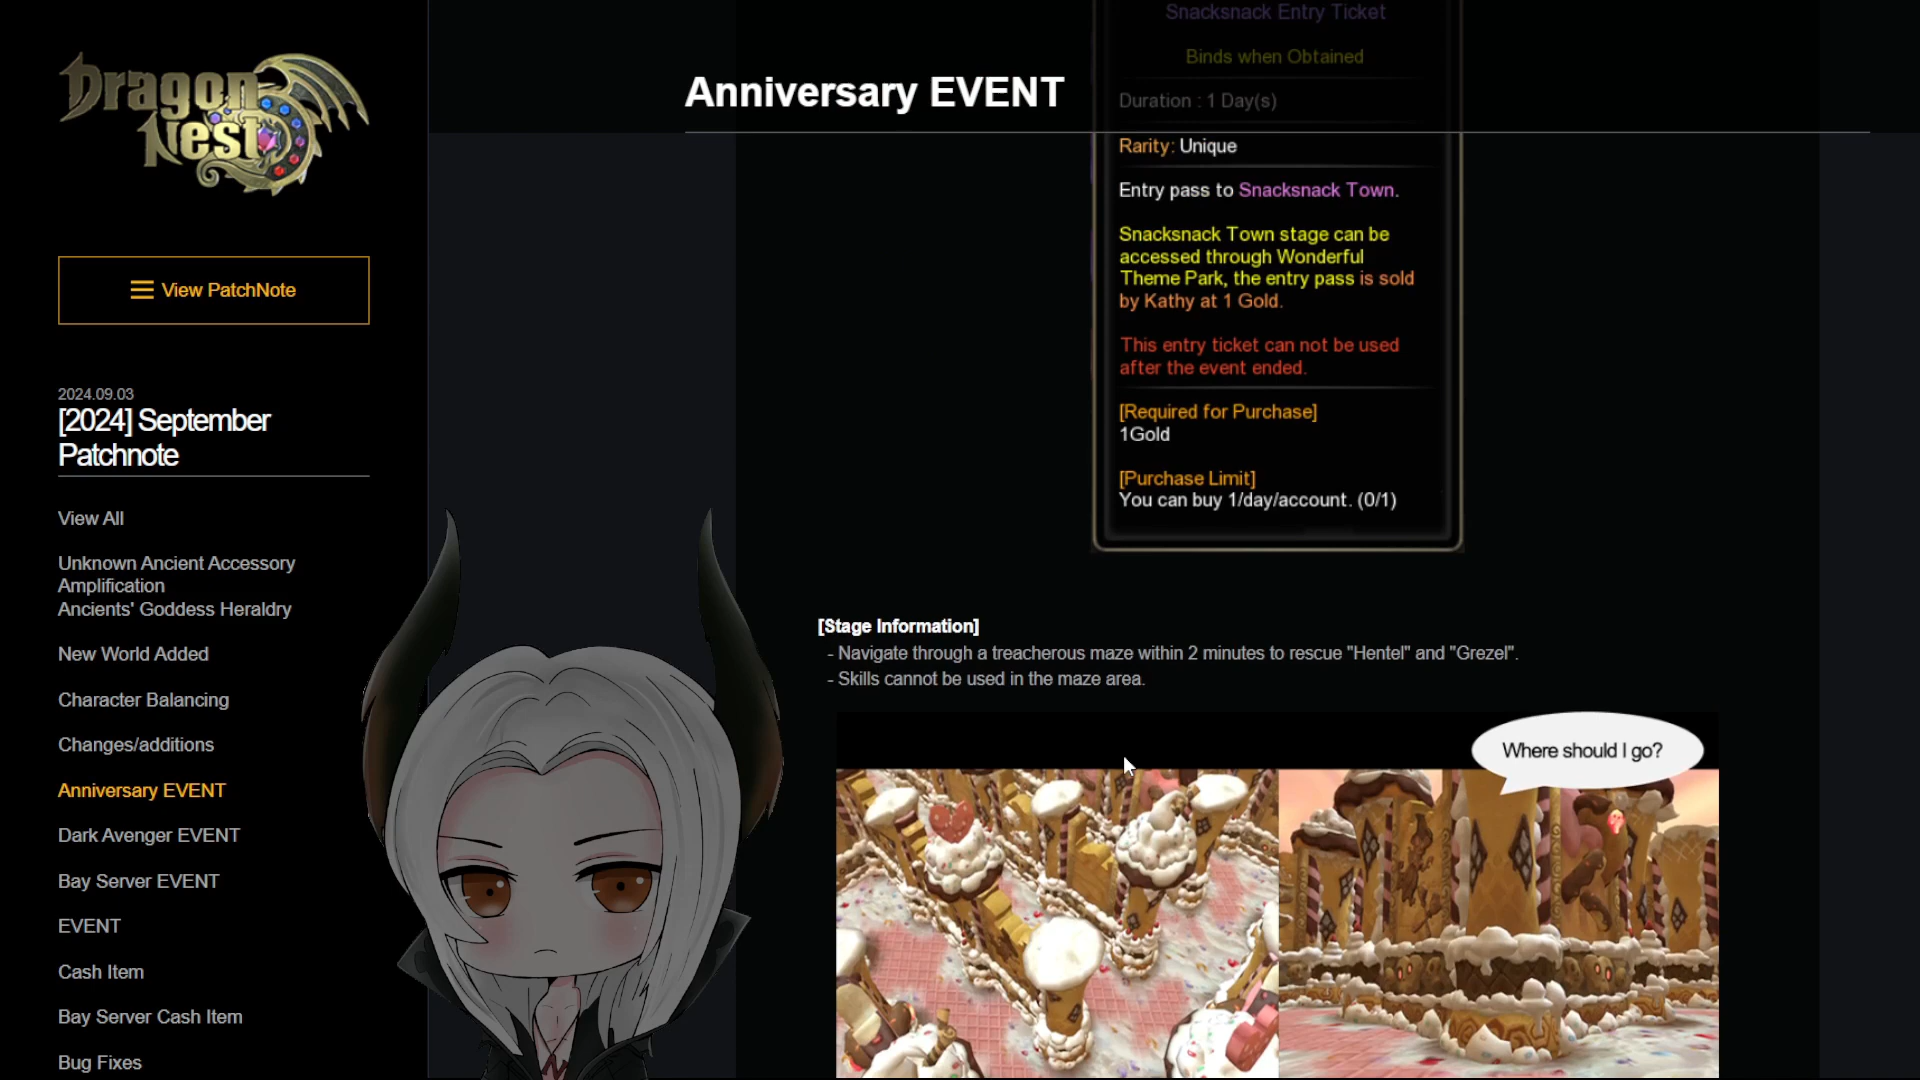 Dragon
Nest
View PatchNote
2024.09.03
[2024] September
Patchnote
View All
Unknown Ancient Accessory
Amplification
Ancients' Goddess Heraldry
New World Added
Character Balancing
Changes/additions
Anniversary EVENT
Dark Avenger EVENT
Bay Server EVENT
EVENT
Cash Item
Bay Server Cash Item
Bug Fixes
Anniversary EVENT
Snacksnack Entry Ticket
Binds when Obtained
Duration : 1 Day(s)
Rarity: Unique
Entry pass to Snacksnack Town.
Snacksnack Town stage can be
accessed through Wonderful
Theme Park, the entry pass is sold
by Kathy at 1 Gold.
This entry ticket can not be used
after the event ended.
[Required for Purchase]
1Gold
[Purchase Limit]
You can buy 1/day/account. (0/1)
[Stage Information]
- Navigate through a treacherous maze within 2 minutes to rescue "Hentel" and "Grezel".
- Skills cannot be used in the maze area.
Where should I go?